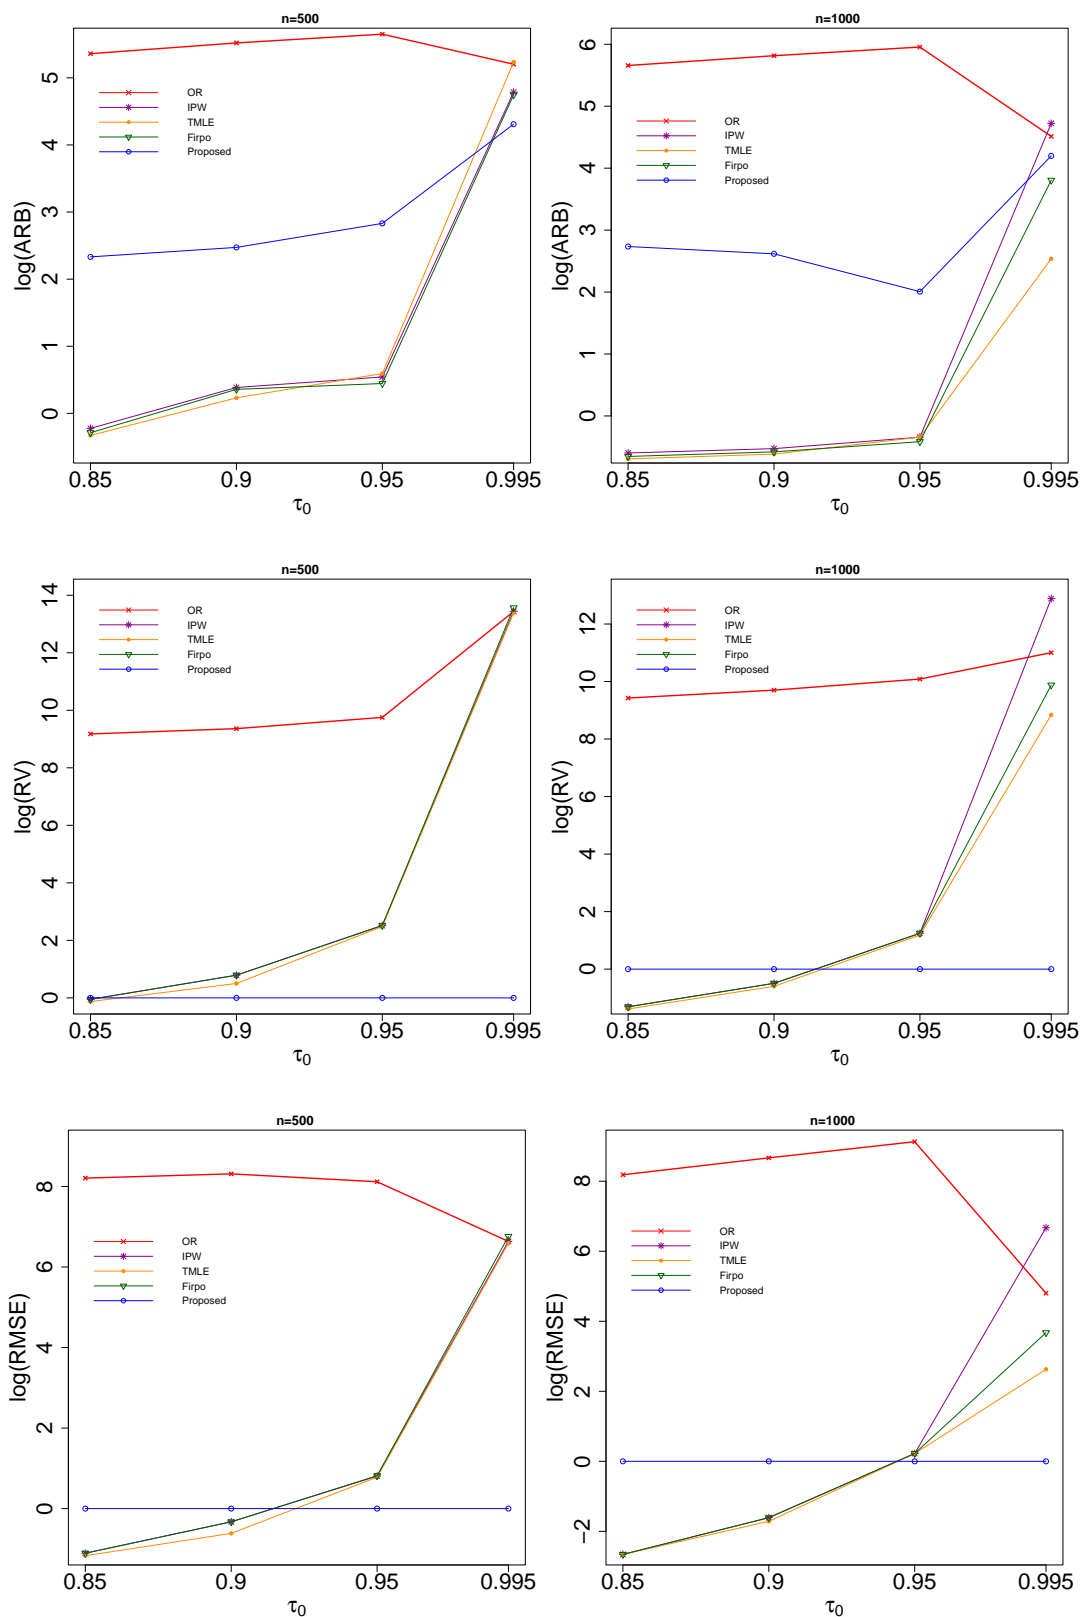 n=500
log(ARB)
5
4
3
2
1
0
OR
IPW
TMLE
Firpo
Proposed
0.85 0.9 0.95 0.995
τ0
n=1000
log(ARB)
6
5
4
3
2
1
0
OR
IPW
TMLE
Firpo
Proposed
0.85 0.9 0.95 0.995
τ0
n=500
log(RV)
14
12
10
8
6
4
2
0
OR
IPW
TMLE
Firpo
Proposed
0.85 0.9 0.95 0.995
τ0
n=1000
log(RV)
12
10
8
6
4
2
0
OR
IPW
TMLE
Firpo
Proposed
0.85 0.9 0.95 0.995
τ0
n=500
log(RMSE)
8
6
4
2
0
OR
IPW
TMLE
Firpo
Proposed
0.85 0.9 0.95 0.995
τ0
n=1000
log(RMSE)
8
6
4
2
0
−2
OR
IPW
TMLE
Firpo
Proposed
0.85 0.9 0.95 0.995
τ0